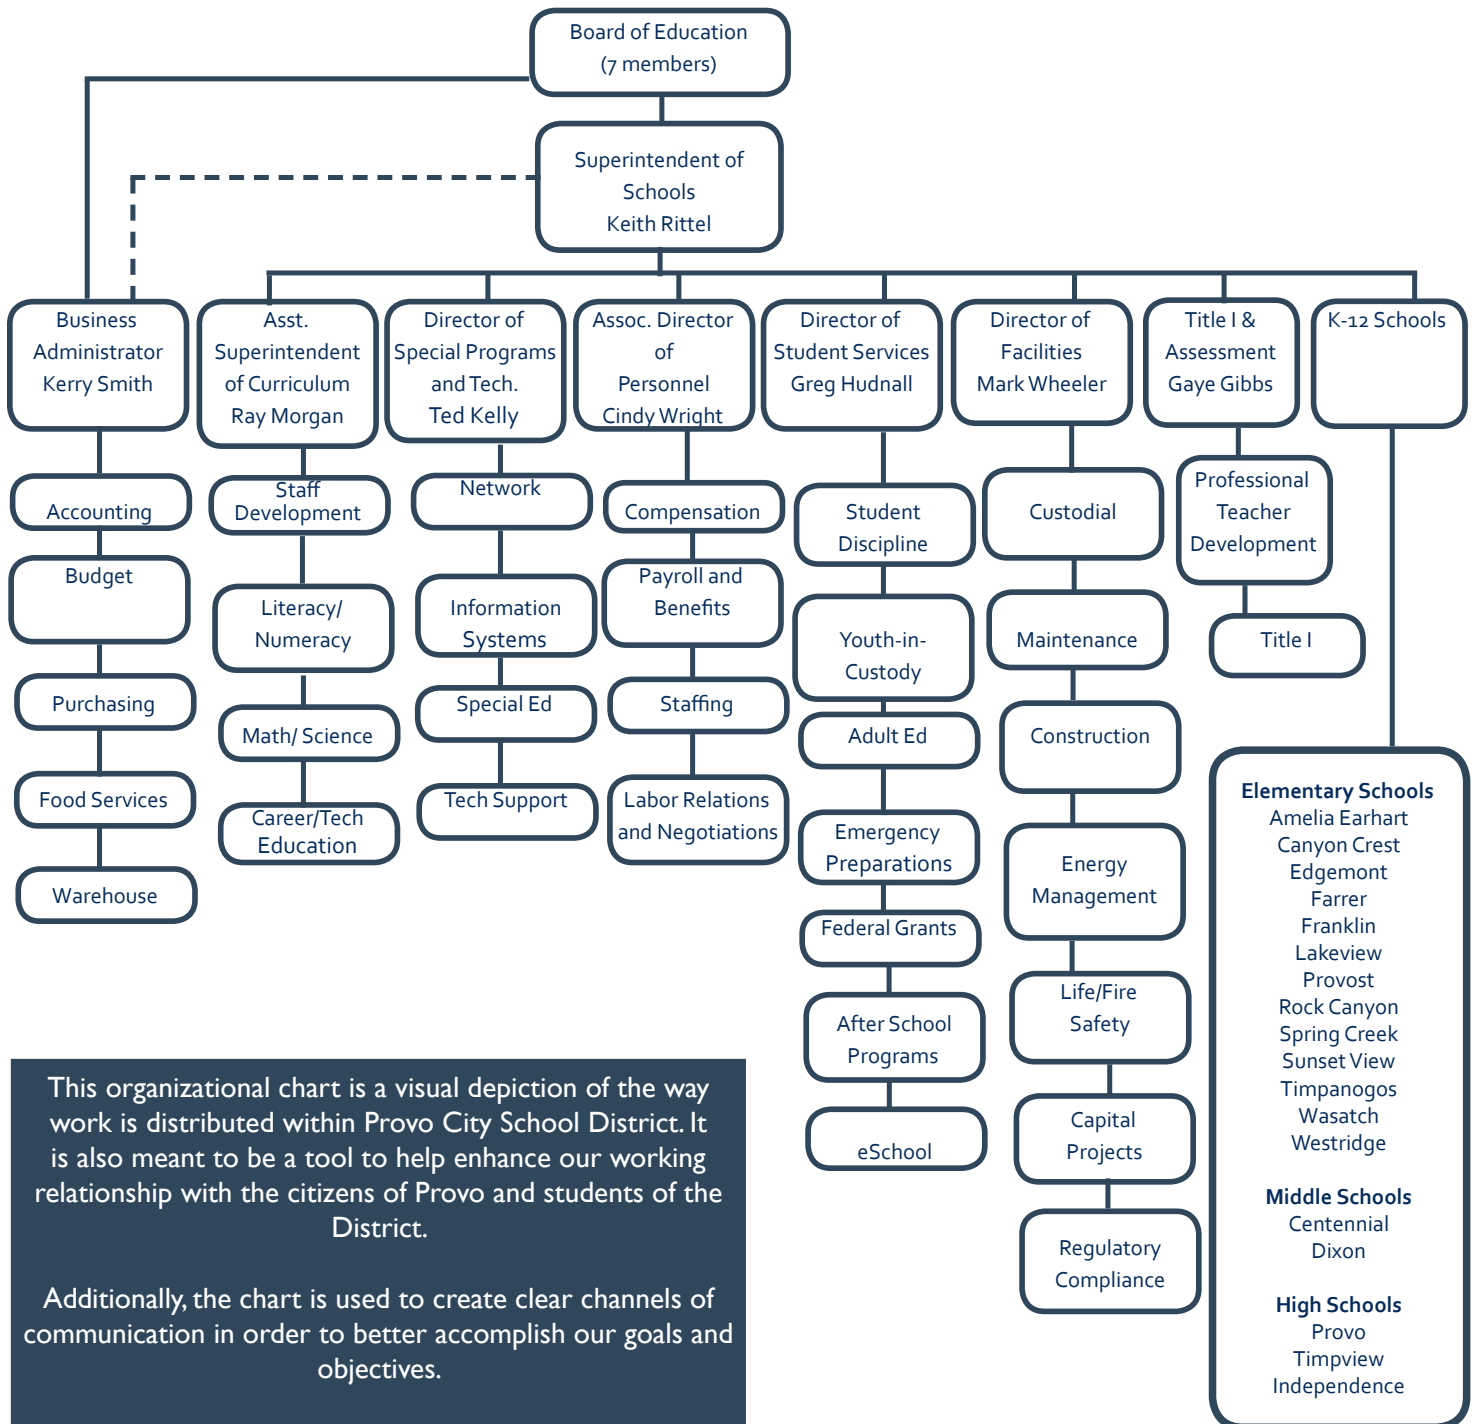 Board of Education
(7 members)
Superintendent of
Schools
Keith Rittel
Business
Administrator
Kerry Smith
Asst.
Superintendent
of Curriculum
Ray Morgan
Director of
Special Programs
and Tech.
Ted Kelly
Assoc. Director
of
Personnel
Cindy Wright
Director of
Student Services
Greg Hudnall
Director of
Facilities
Mark Wheeler
Title I &
Assessment
Gaye Gibbs
K-12 Schools
Accounting
Budget
Purchasing
Food Services
Warehouse
Staff
Development
Literacy/
Numeracy
Math/ Science
Career/Tech
Education
Network
Information
Systems
Special Ed
Tech Support
Compensation
Payroll and
Benefits
Staffing
Labor Relations
and Negotiations
Student
Discipline
Youth-in-
Custody
Adult Ed
Emergency
Preparations
Federal Grants
After School
Programs
eSchool
Custodial
Maintenance
Construction
Energy
Management
Life/Fire
Safety
Capital
Projects
Regulatory
Compliance
Professional
Teacher
Development
Title I
Elementary Schools
Amelia Earhart
Canyon Crest
Edgemont
Farrer
Franklin
Lakeview
Provost
Rock Canyon
Spring Creek
Sunset View
Timpanogos
Wasatch
Westridge
Middle Schools
Centennial
Dixon
High Schools
Provo
Timpview
Independence
This organizational chart is a visual depiction of the way
work is distributed within Provo City School District. It
is also meant to be a tool to help enhance our working
relationship with the citizens of Provo and students of the
District.
Additionally, the chart is used to create clear channels of
communication in order to better accomplish our goals and
objectives.